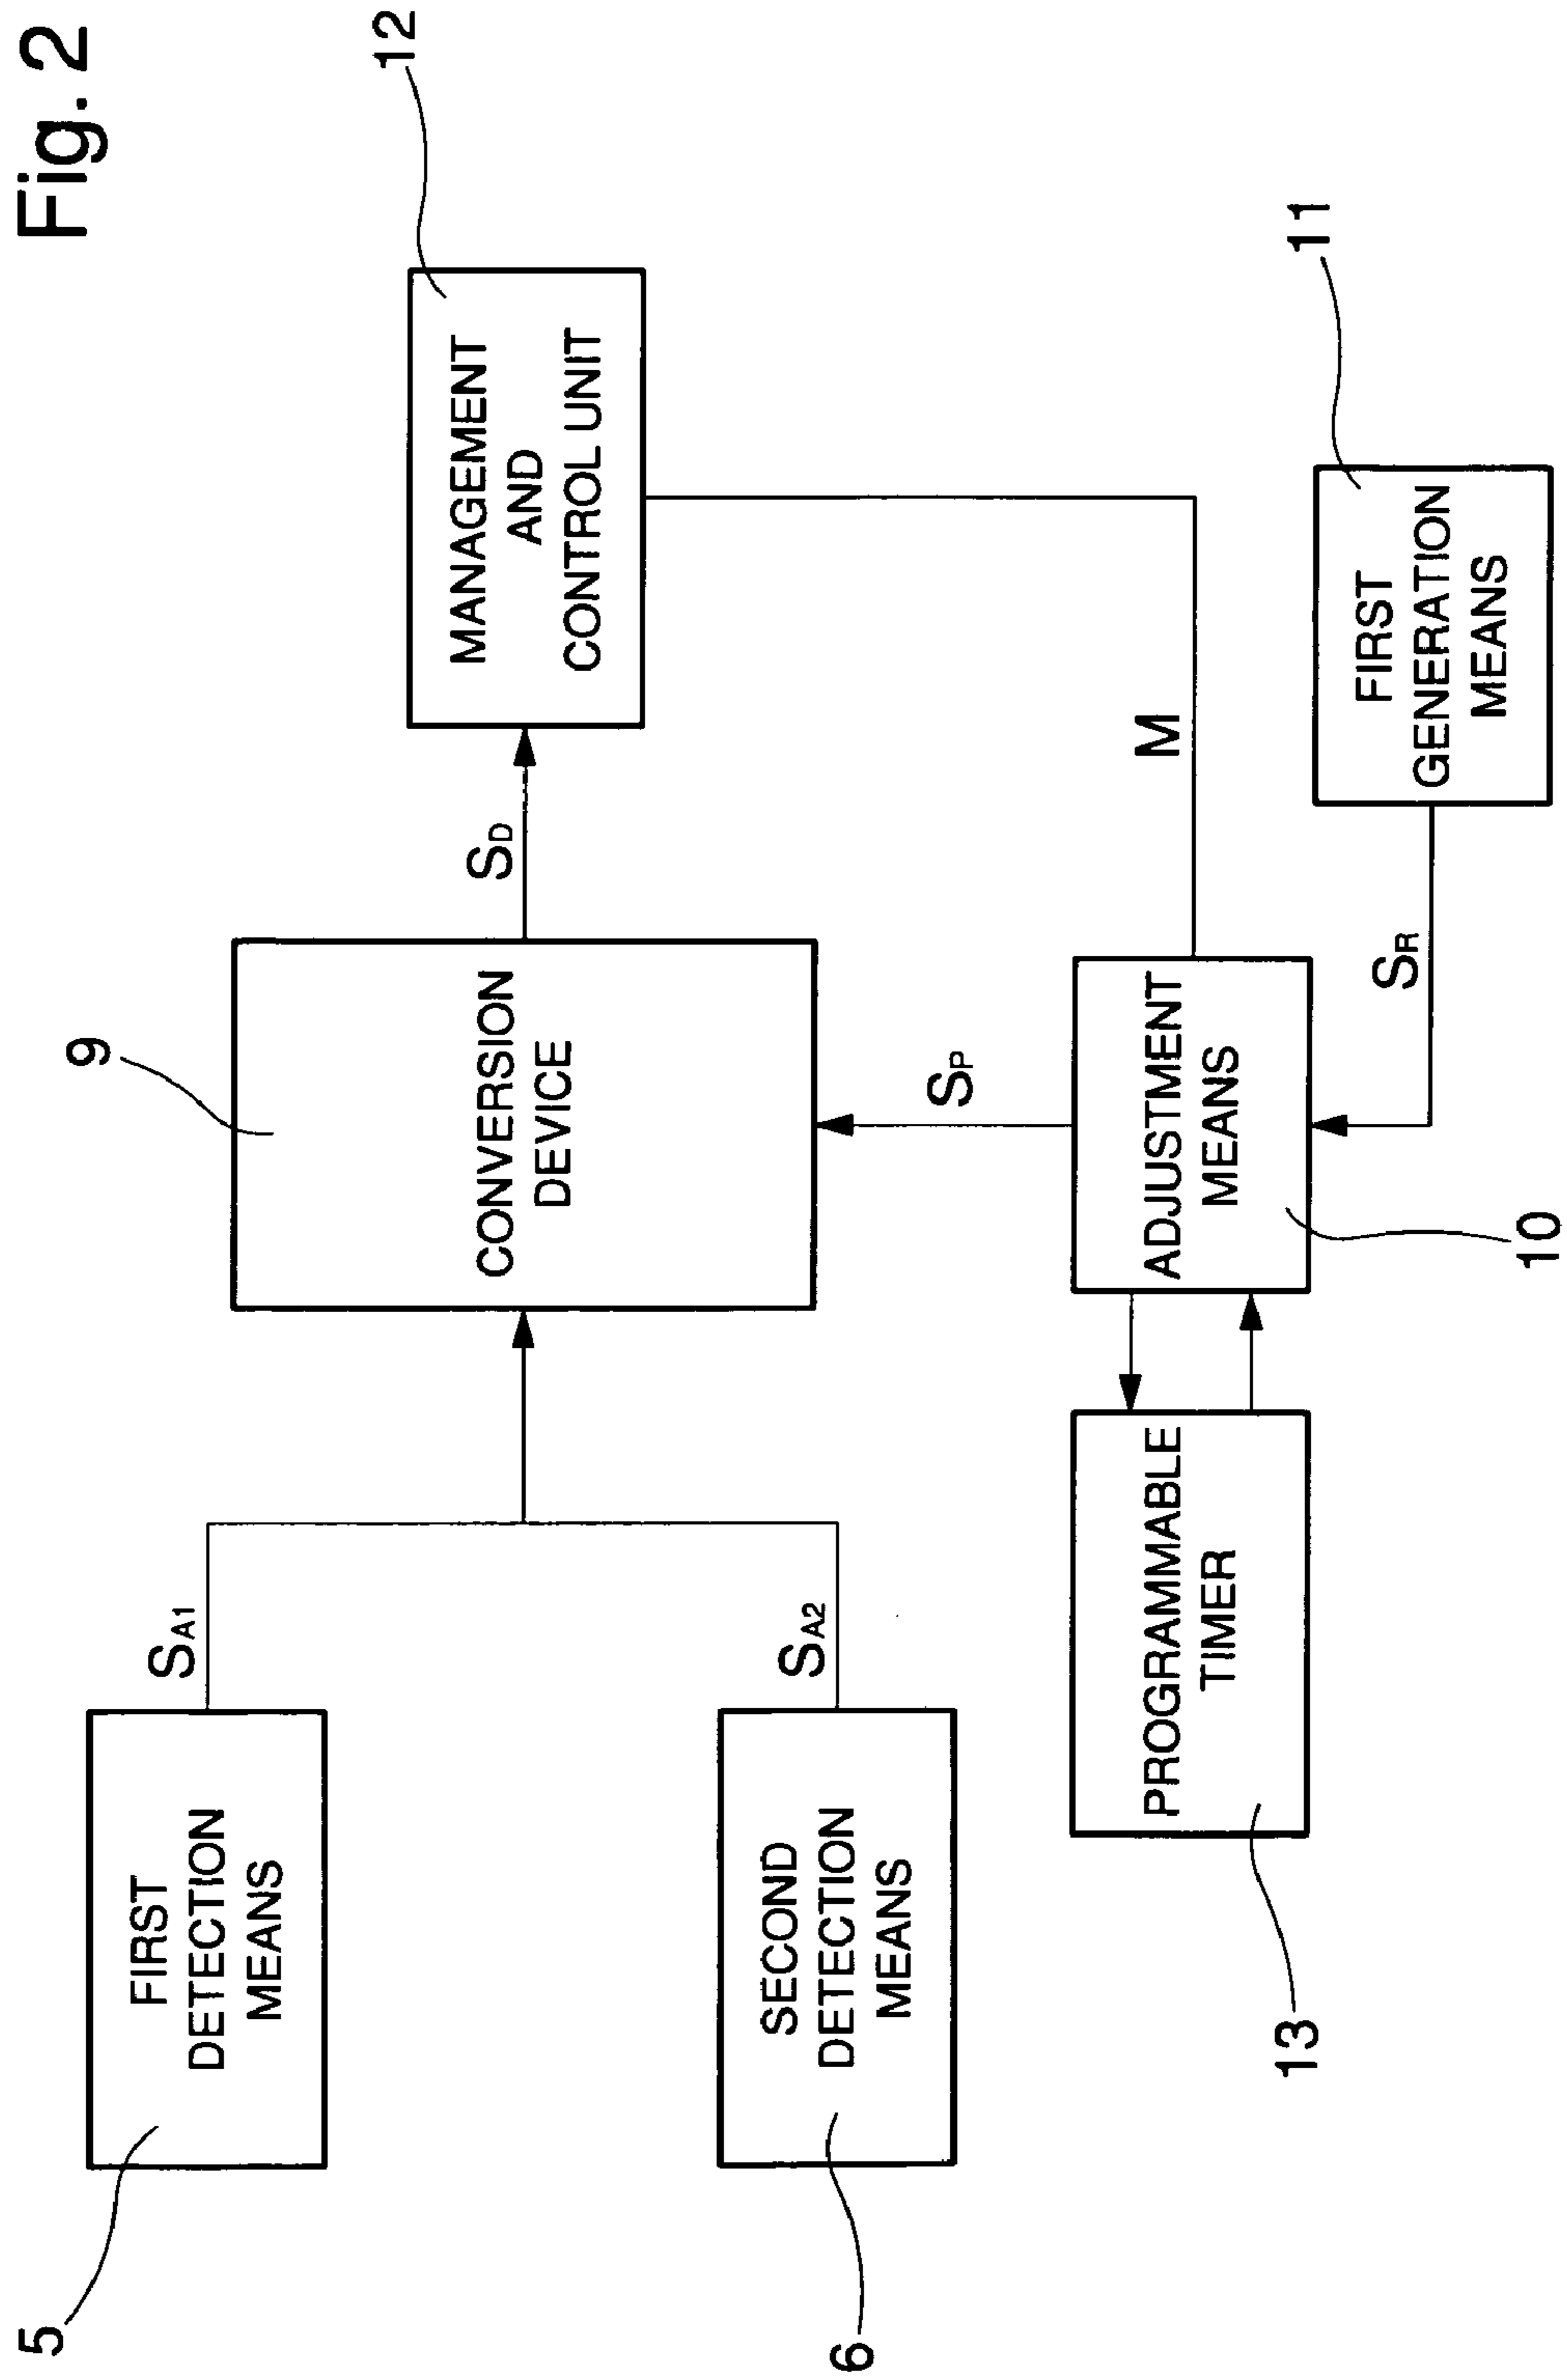 Fig. 2
5
FIRST
DETECTION
MEANS
SA1
9
CONVERSION
DEVICE
SD
12
MANAGEMENT
AND
CONTROL UNIT
6
SECOND
DETECTION
MEANS
SA2
SP
M
13
PROGRAMMABLE
TIMER
10
ADJUSTMENT
MEANS
SR
11
FIRST
GENERATION
MEANS